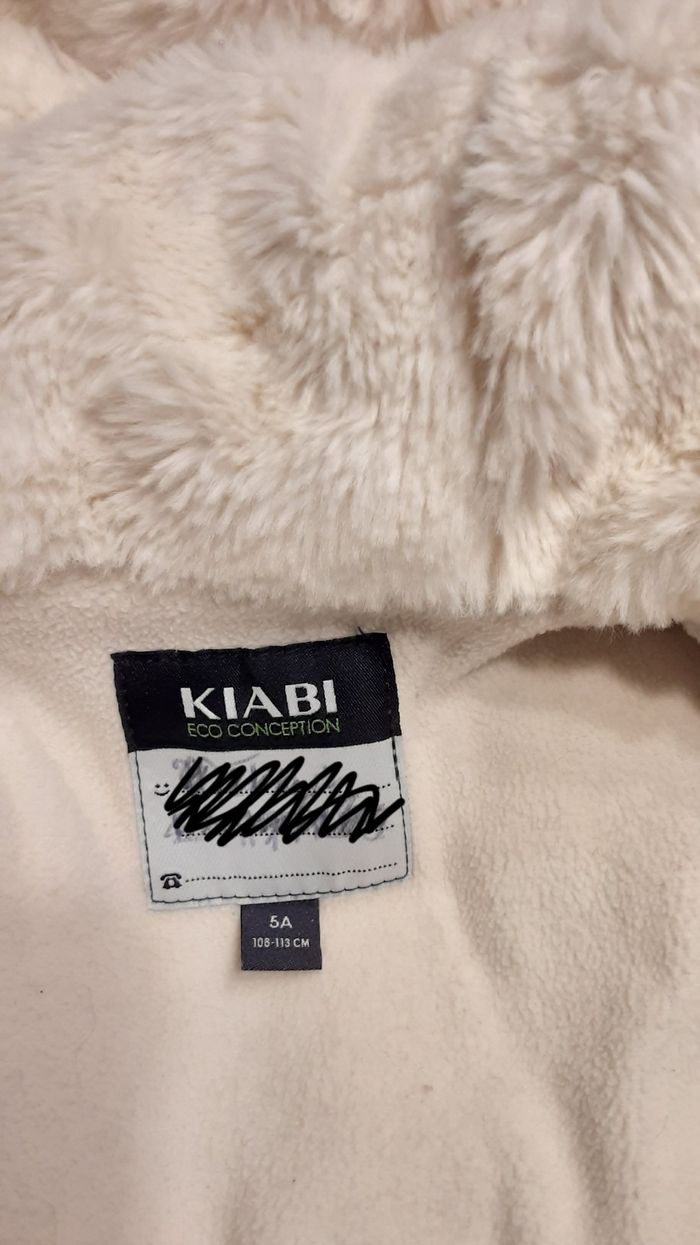 KIABI
ECO CONCEPTION
5A
108-113 CM